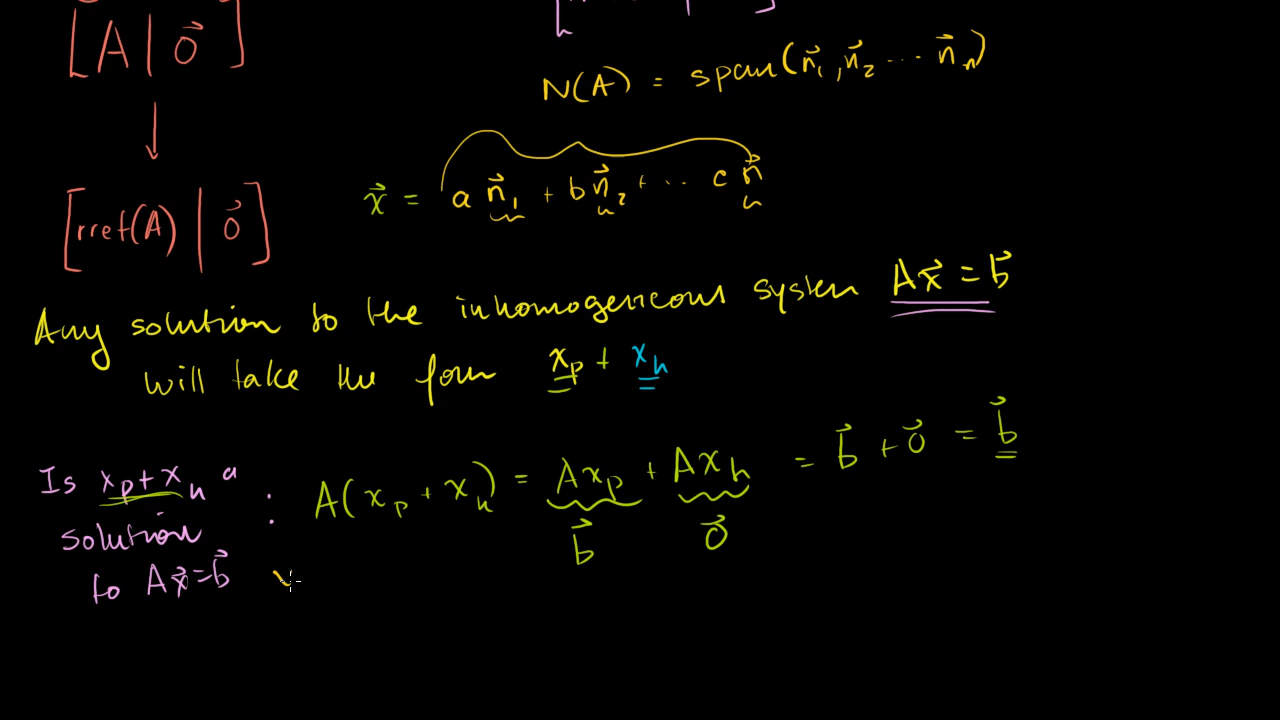 [A | 0⃗]
N(A) = span(n⃗₁, n⃗₂ ... n⃗ₙ)
↓
x⃗ = a n⃗₁ + b n⃗₂ + ... c n⃗ₙ
[rref(A) | 0⃗]
Any solution to the inhomogeneous system Ax⃗ = b⃗
will take the form xₚ + xₕ
Is xₚ + xₕ a
solution
to Ax⃗ = b⃗
: A(xₚ + xₕ) = Axₚ + Axₕ = b⃗ + 0⃗ = b⃗
b⃗ 0⃗